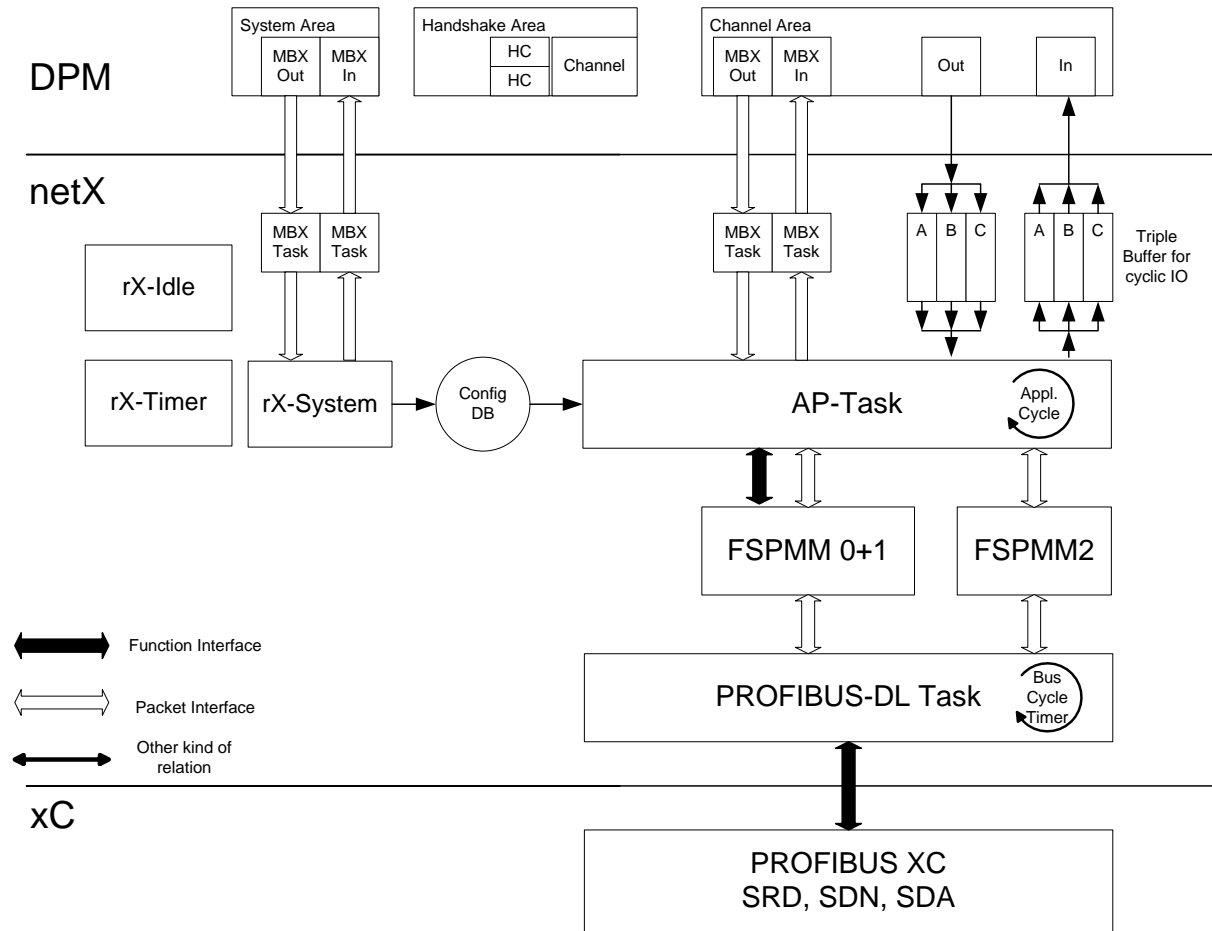 System Area
MBX
Out
MBX
In
Handshake Area
HC
HC
Channel
Channel Area
MBX
Out
MBX
In
Out
In
DPM
netX
MBX
Task
MBX
Task
MBX
Task
MBX
Task
A
B
C
A
B
C
Triple
Buffer for
cyclic IO
rX-Idle
rX-Timer
rX-System
Config
DB
AP-Task
Appl.
Cycle
FSPMM 0+1
FSPMM2
Function Interface
Packet Interface
Other kind of
relation
PROFIBUS-DL Task
Bus
Cycle
Timer
xC
PROFIBUS XC
SRD, SDN, SDA